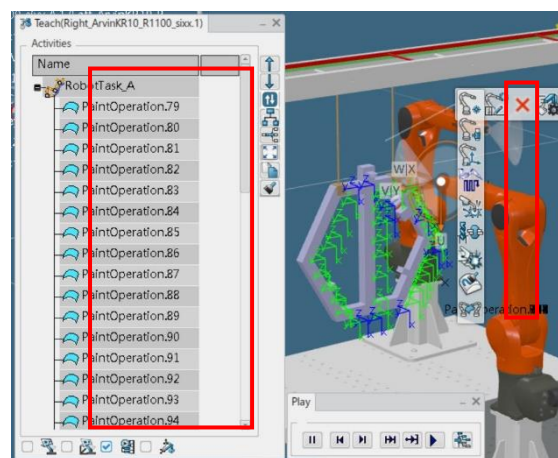 Teach(Right_ArvinKR10_R1100_sixx.1)
Activities
Name
RobotTask_A
PaintOperation.79
PaintOperation.80
PaintOperation.81
PaintOperation.82
PaintOperation.83
PaintOperation.84
PaintOperation.85
PaintOperation.86
PaintOperation.87
PaintOperation.88
PaintOperation.89
PaintOperation.90
PaintOperation.91
PaintOperation.92
PaintOperation.93
PaintOperation.94
W|X
V|Y
U
Play